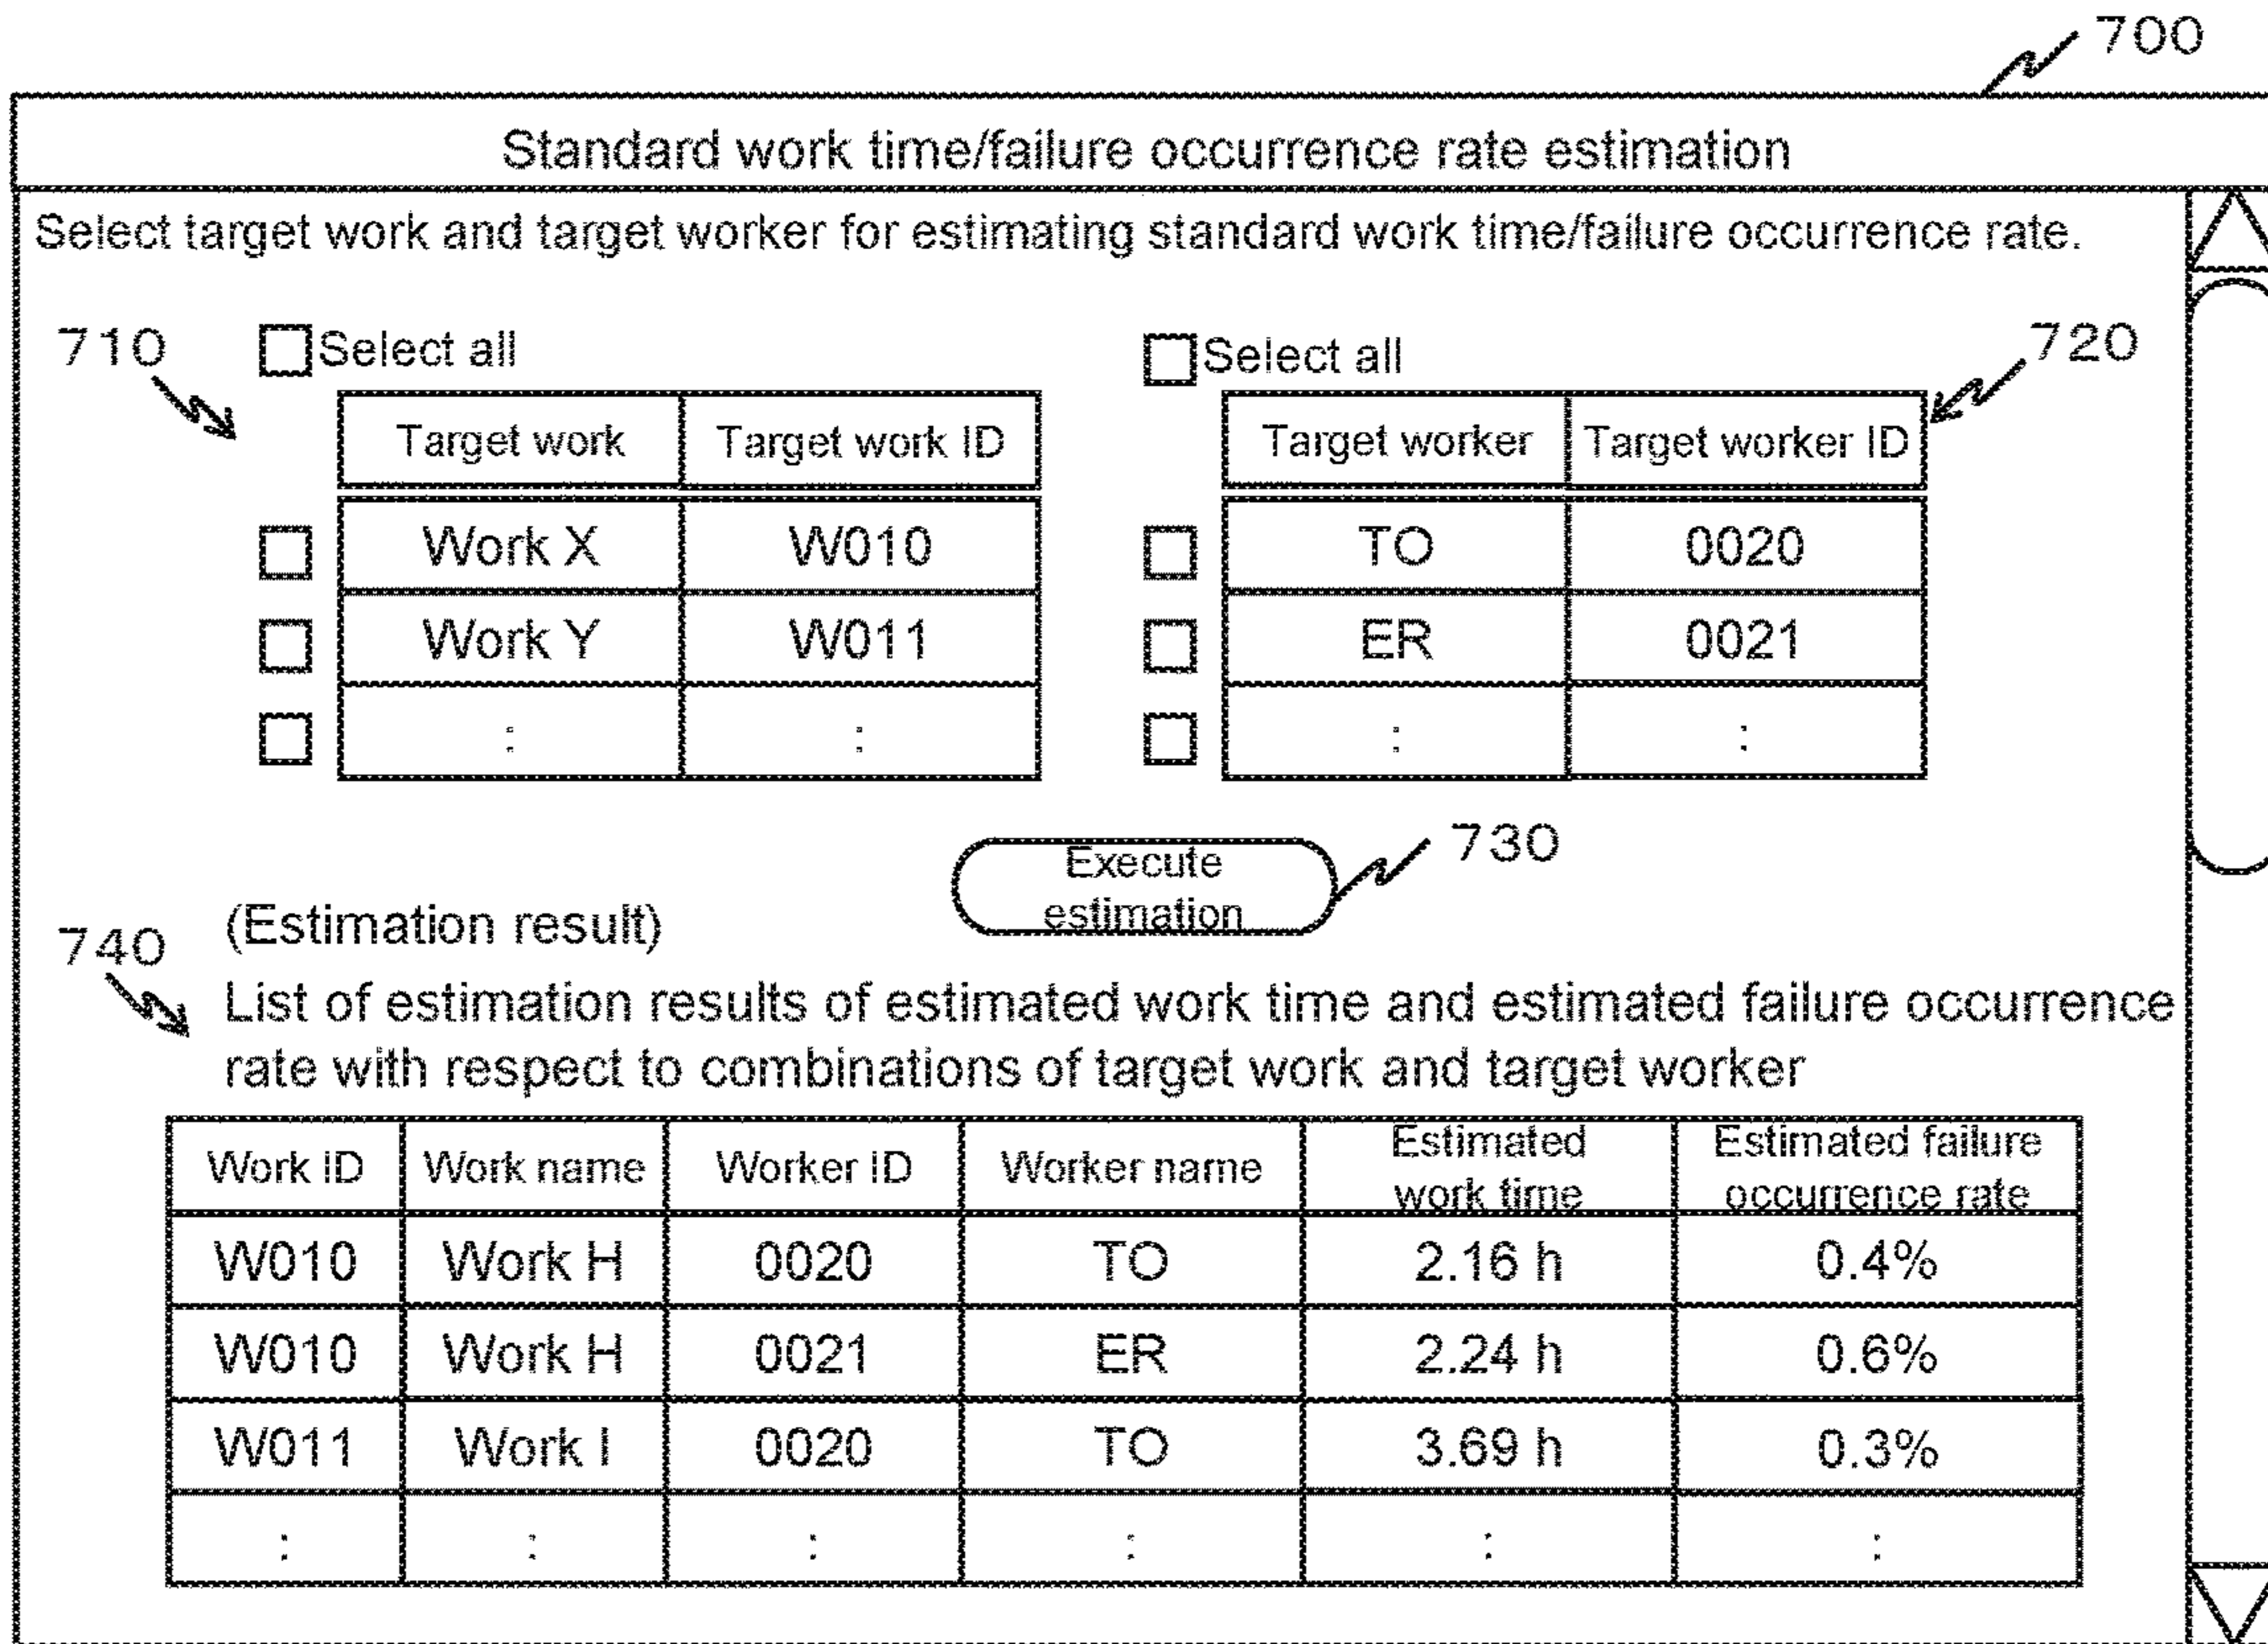 700
Standard work time/failure occurrence rate estimation
Select target work and target worker for estimating standard work time/failure occurrence rate.
710 Select all Select all 720
Target work Target work ID Target worker Target worker ID
Work X W010 TO 0020
Work Y W011 ER 0021
: : : :
Execute 730
estimation
740 (Estimation result)
List of estimation results of estimated work time and estimated failure occurrence
rate with respect to combinations of target work and target worker
Work ID Work name Worker ID Worker name Estimated work time Estimated failure occurrence rate
W010 Work H 0020 TO 2.16 h 0.4%
W010 Work H 0021 ER 2.24 h 0.6%
W011 Work I 0020 TO 3.69 h 0.3%
: : : : : :